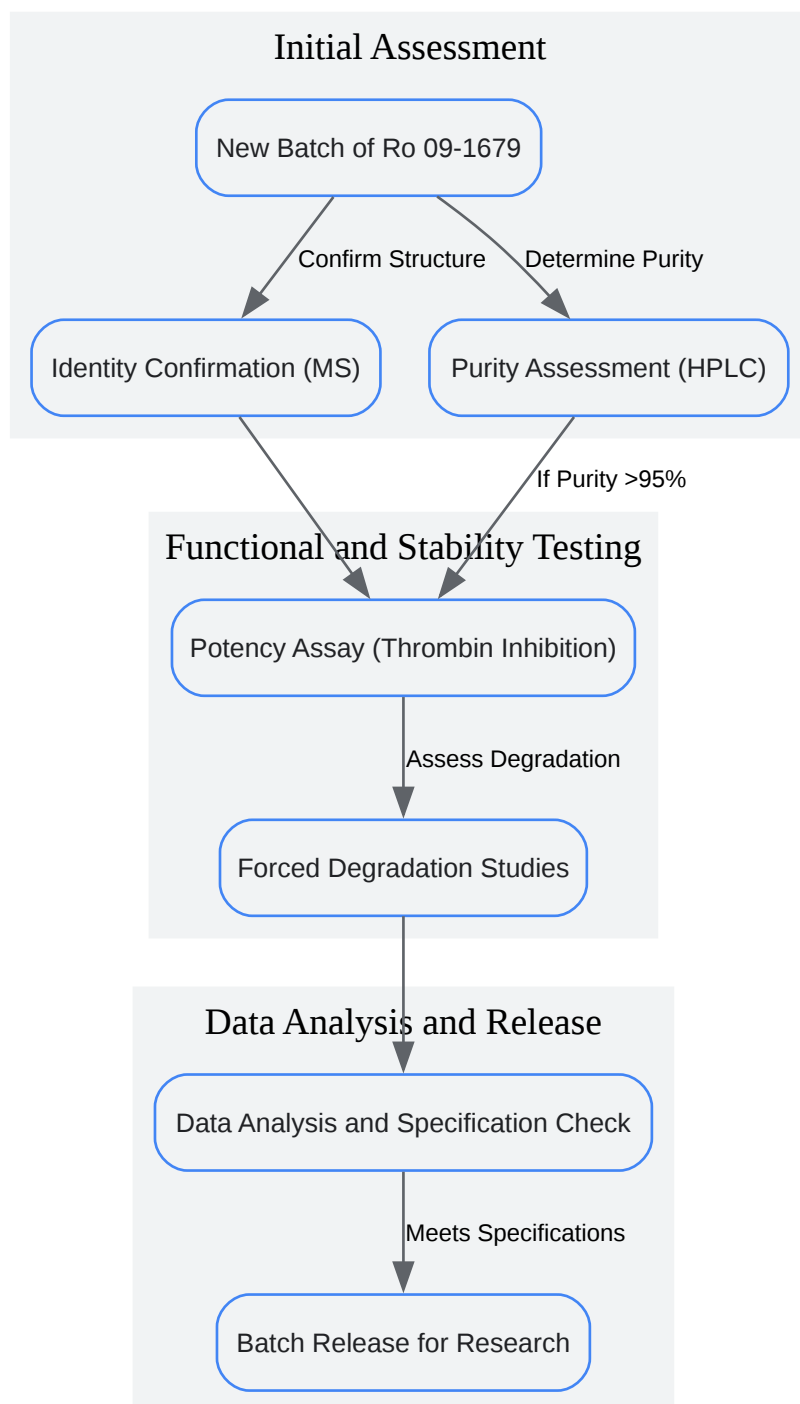 Initial Assessment
New Batch of Ro 09-1679
Confirm Structure
Determine Purity
Identity Confirmation (MS)
Purity Assessment (HPLC)
If Purity >95%
Functional and Stability Testing
Potency Assay (Thrombin Inhibition)
Assess Degradation
Forced Degradation Studies
Data Analysis and Release
Data Analysis and Specification Check
Meets Specifications
Batch Release for Research